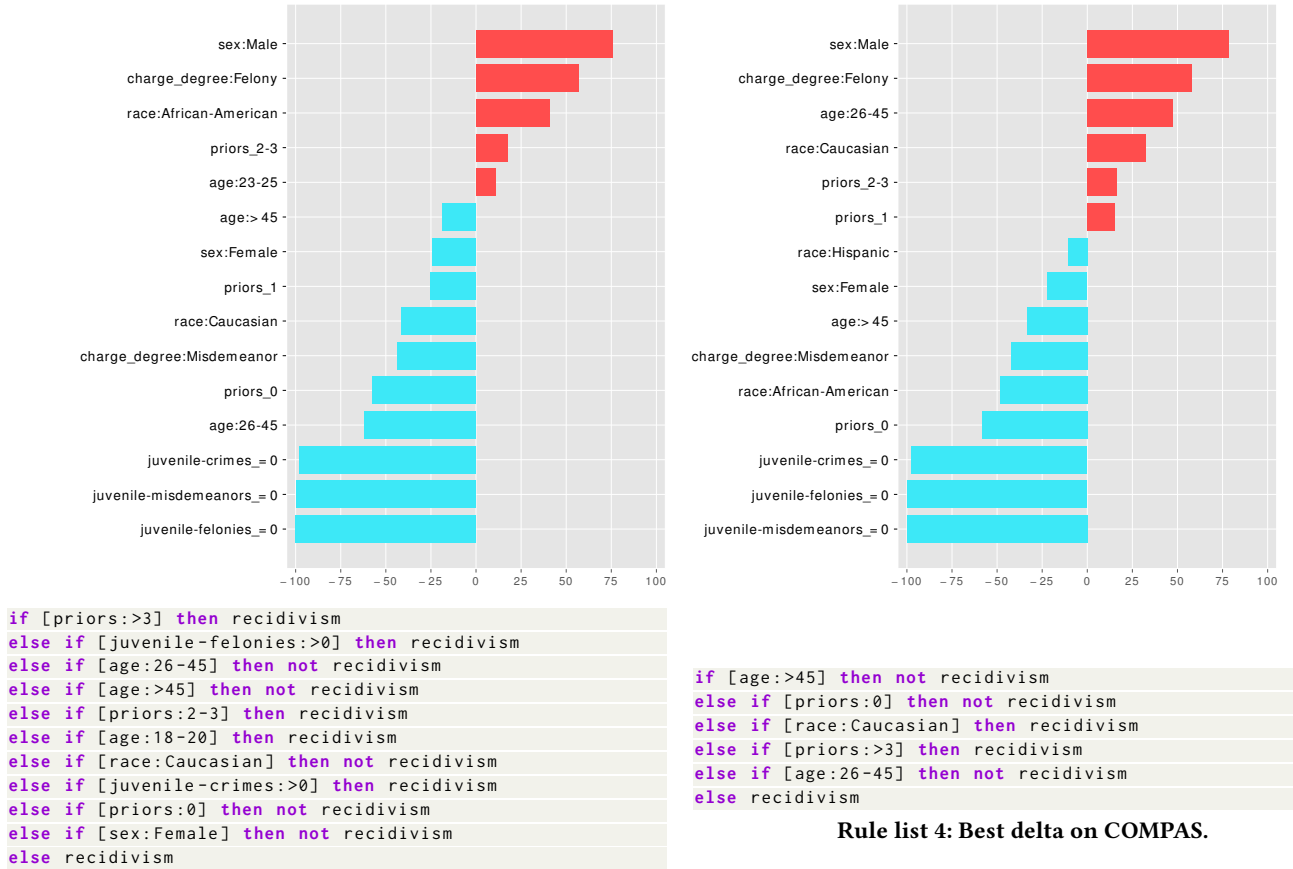 sex:Male
charge_degree:Felony
race:African-American
priors_2-3
age:23-25
age:> 45
sex:Female
priors_1
race:Caucasian
charge_degree:Misdemeanor
priors_0
age:26-45
juvenile-crimes_= 0
juvenile-misdemeanors_= 0
juvenile-felonies_= 0
−100 −75 −50 −25 0 25 50 75 100
sex:Male
charge_degree:Felony
age:26-45
race:Caucasian
priors_2-3
priors_1
race:Hispanic
sex:Female
age:> 45
charge_degree:Misdemeanor
race:African-American
priors_0
juvenile-crimes_= 0
juvenile-felonies_= 0
juvenile-misdemeanors_= 0
−100 −75 −50 −25 0 25 50 75 100
if [priors:>3] then recidivism
else if [juvenile-felonies:>0] then recidivism
else if [age:26-45] then not recidivism
else if [age:>45] then not recidivism
else if [priors:2-3] then recidivism
else if [age:18-20] then recidivism
else if [race:Caucasian] then not recidivism
else if [juvenile-crimes:>0] then recidivism
else if [priors:0] then not recidivism
else if [sex:Female] then not recidivism
else recidivism
if [age:>45] then not recidivism
else if [priors:0] then not recidivism
else if [race:Caucasian] then recidivism
else if [priors:>3] then recidivism
else if [age:26-45] then not recidivism
else recidivism
Rule list 4: Best delta on COMPAS.